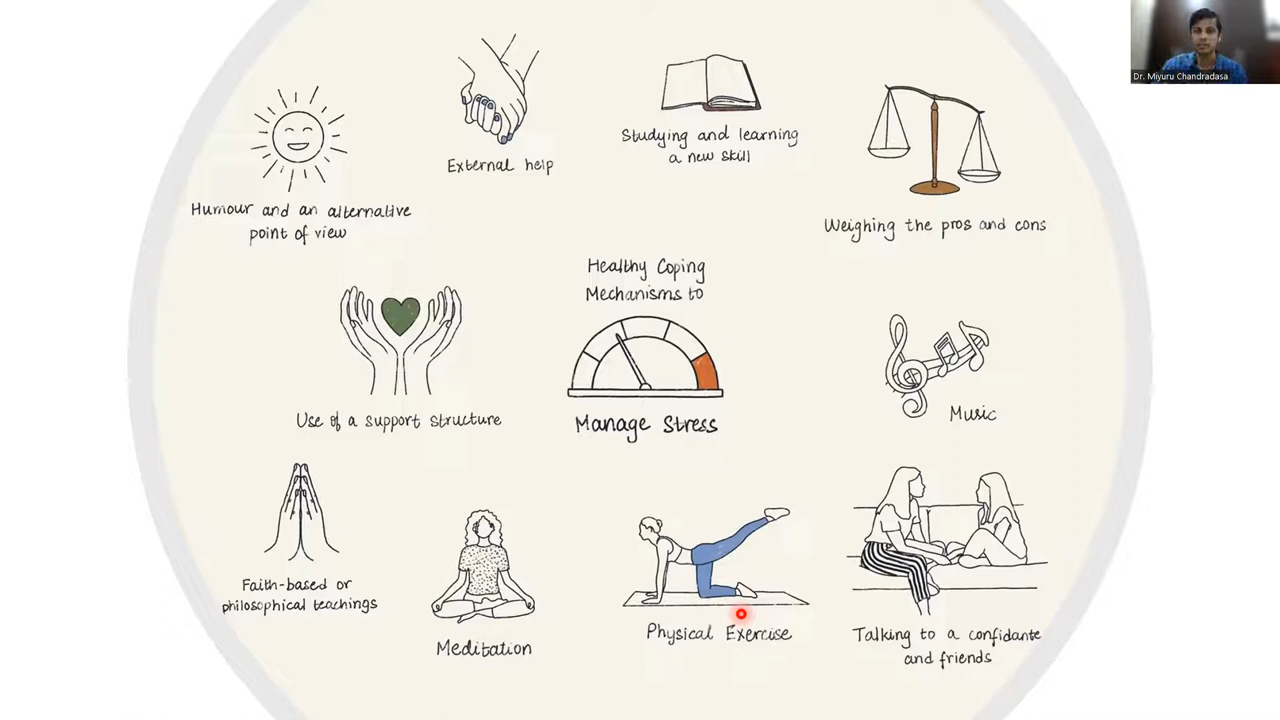 Dr. Miyuru Chandradasa
External help
Studying and learning
a new skill
Humour and an alternative
point of view
Weighing the pros and cons
Healthy Coping
Mechanisms to
Manage Stress
Use of a support structure
Music
Faith-based or
philosophical teachings
Meditation
Physical Exercise
Talking to a confidante
and friends